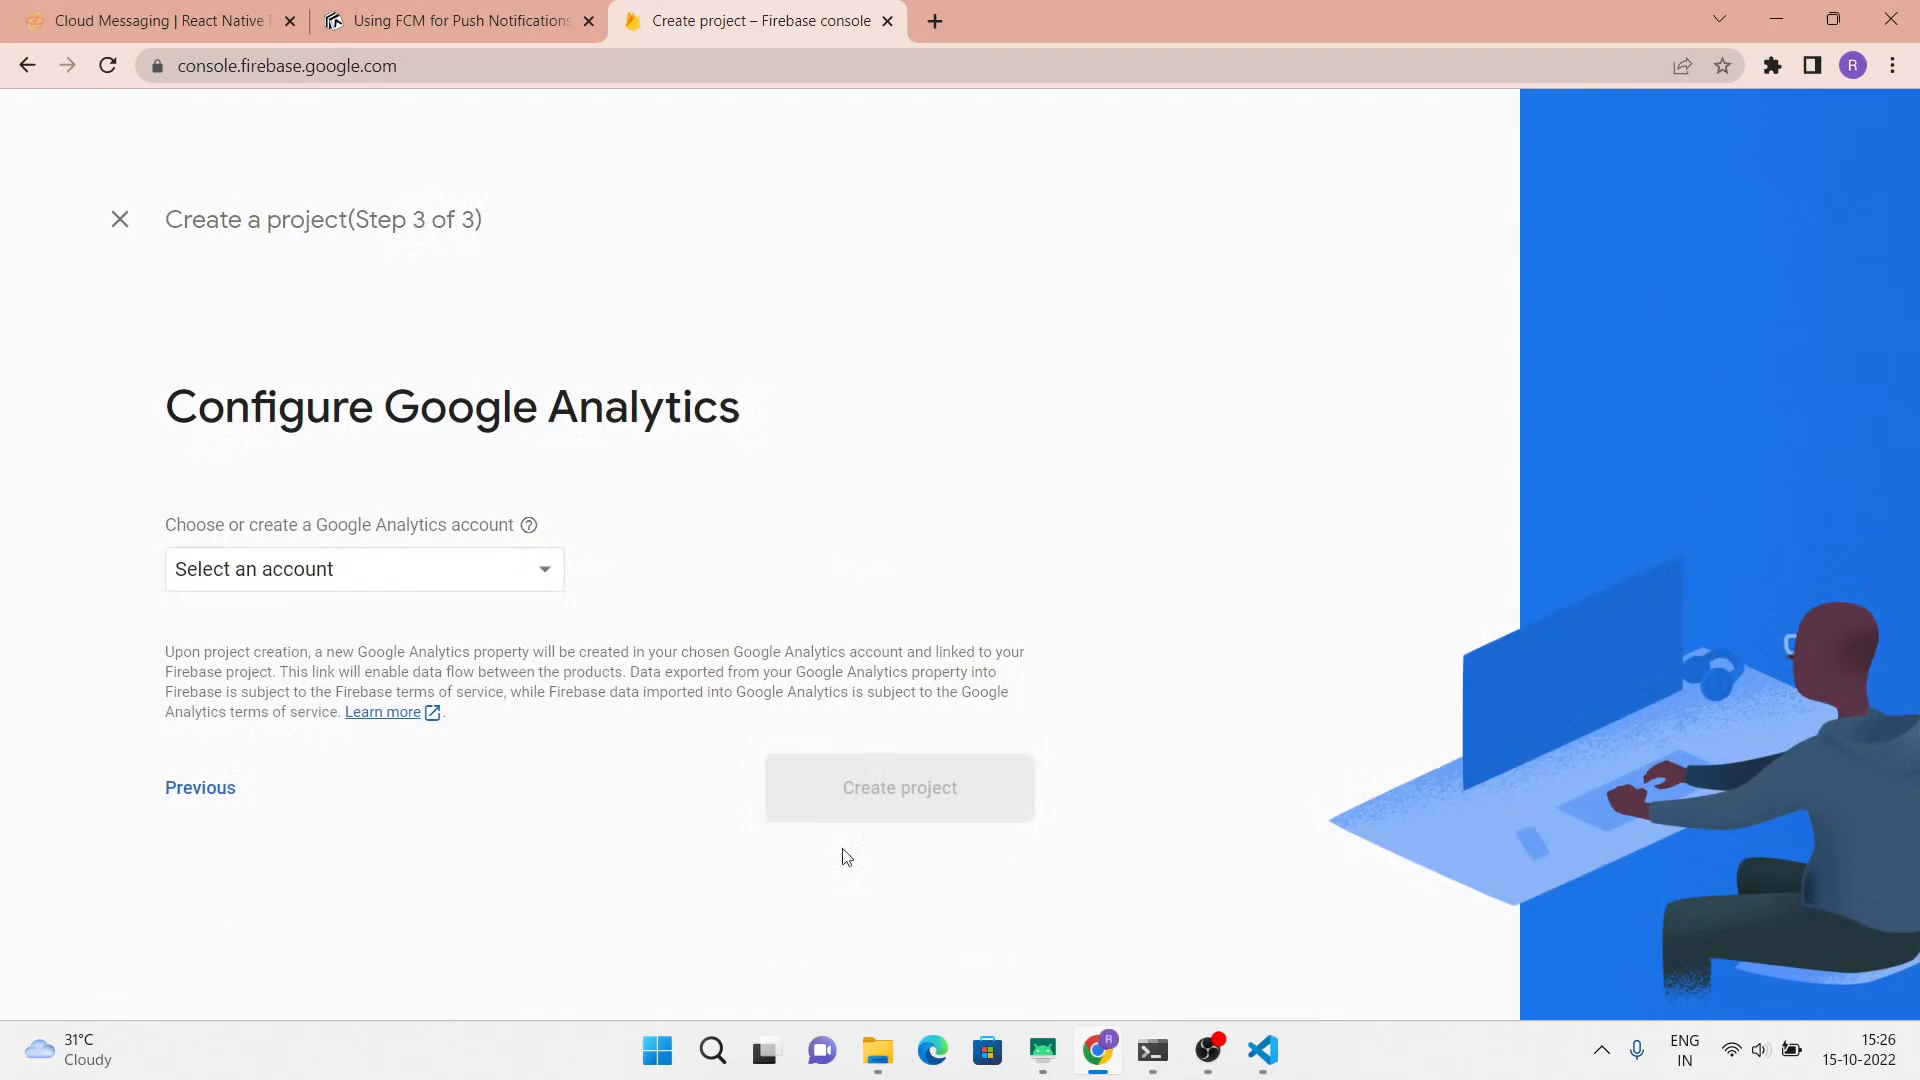 Cloud Messaging | React Native
Using FCM for Push Notifications
Create project – Firebase console
console.firebase.google.com
R
Create a project(Step 3 of 3)
Configure Google Analytics
Choose or create a Google Analytics account
Select an account
Upon project creation, a new Google Analytics property will be created in your chosen Google Analytics account and linked to your
Firebase project. This link will enable data flow between the products. Data exported from your Google Analytics property into
Firebase is subject to the Firebase terms of service, while Firebase data imported into Google Analytics is subject to the Google
Analytics terms of service. Learn more.
Previous
Create project
31°C
Cloudy
R
ENG
IN
15:26
15-10-2022